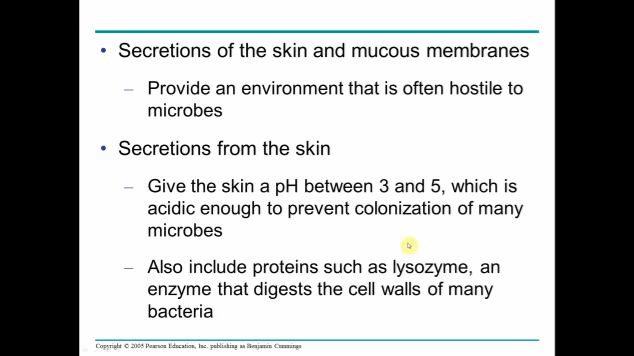 • Secretions of the skin and mucous membranes
– Provide an environment that is often hostile to
microbes
• Secretions from the skin
– Give the skin a pH between 3 and 5, which is
acidic enough to prevent colonization of many
microbes
– Also include proteins such as lysozyme, an
enzyme that digests the cell walls of many
bacteria
Copyright © 2005 Pearson Education, Inc. publishing as Benjamin Cummings